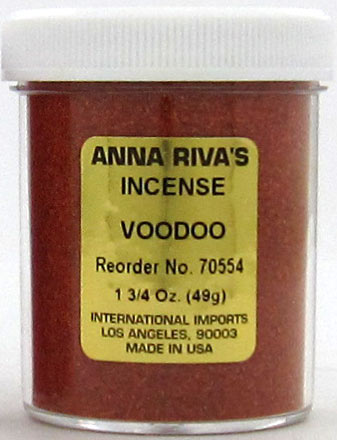 ANNA RIVA'S
INCENSE
VOODOO
Reorder No. 70554
1 3/4 Oz. (49g)
INTERNATIONAL IMPORTS
LOS ANGELES, 90003
MADE IN USA